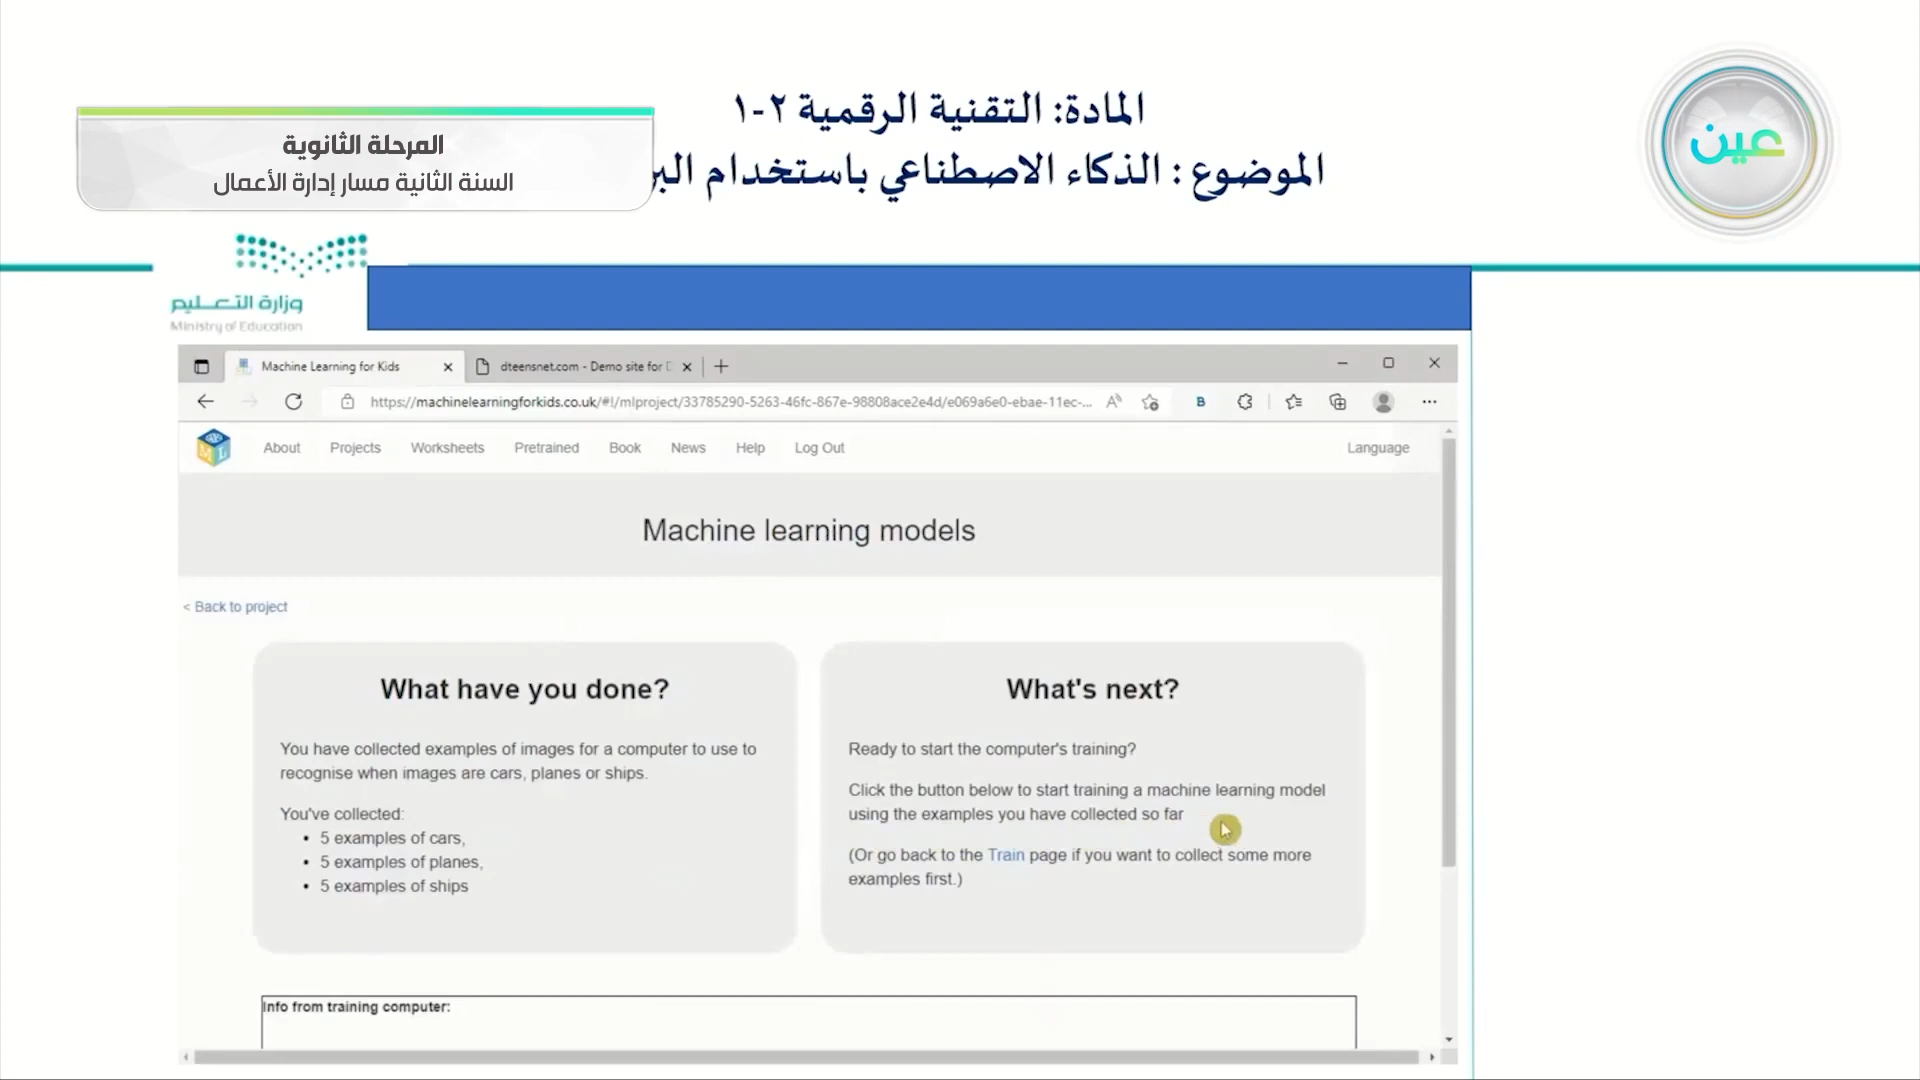 المادة: التقنية الرقمية ٢-١
الموضوع : الذكاء الاصطناعي باستخدام
المرحلة الثانوية
السنة الثانية مسار إدارة الأعمال
عين
وزارة التعليم
Ministry of Education
Machine Learning for Kids
dteensnet.com - Demo site for
https://machinelearningforkids.co.uk/#!/mlproject/33785290-5263-46fc-867e-98808ace2e4d/e069a6e0-ebae-11ec-...
About Projects Worksheets Pretrained Book News Help Log Out Language
Machine learning models
< Back to project
What have you done?
You have collected examples of images for a computer to use to
recognise when images are cars, planes or ships.
You've collected:
• 5 examples of cars,
• 5 examples of planes,
• 5 examples of ships
What's next?
Ready to start the computer's training?
Click the button below to start training a machine learning model
using the examples you have collected so far
(Or go back to the Train page if you want to collect some more
examples first.)
Info from training computer: